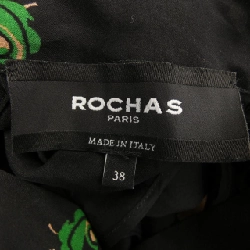 ROCHAS
PARIS
MADE IN ITALY
38